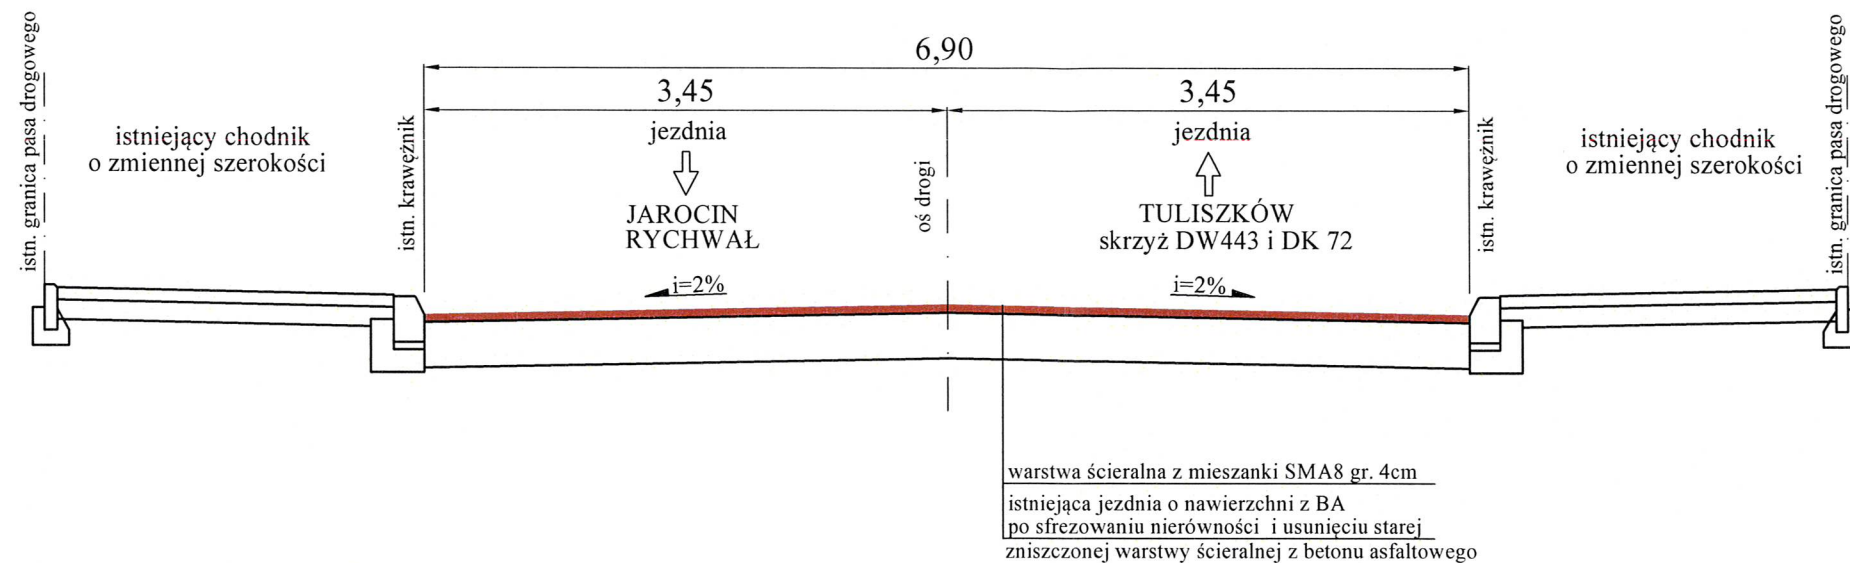 6,90
3,45
3,45
istn. granica pasa drogowego
istniejący chodnik
o zmiennej szerokości
istn. krawężnik
jezdnia
JAROCIN
RYCHWAŁ
oś drogi
jezdnia
TULISZKÓW
skrzyż DW443 i DK 72
istn. krawężnik
istniejący chodnik
o zmiennej szerokości
istn. granica pasa drogowego
i=2%
i=2%
warstwa ścieralna z mieszanki SMA8 gr. 4cm
istniejąca jezdnia o nawierzchni z BA
po sfrezowaniu nierówności i usunięciu starej
zniszczonej warstwy ścieralnej z betonu asfaltowego